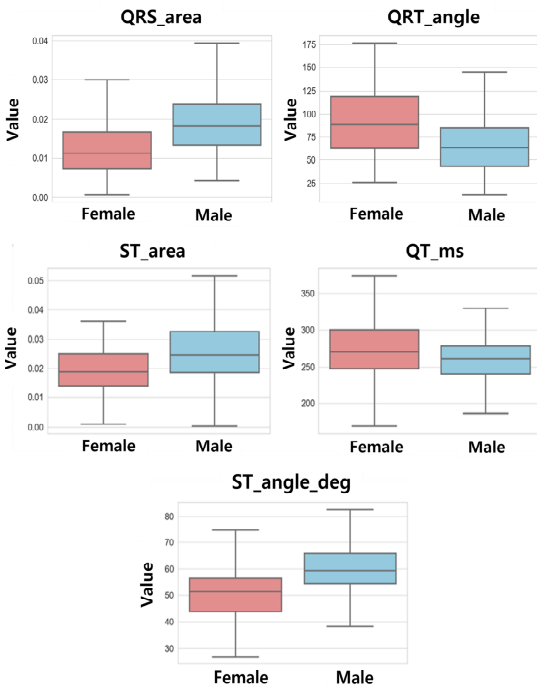 QRS_area
QRT_angle
Value
0.04
0.03
0.02
0.01
0.00
Female Male
175
150
125
100
75
50
25
Female Male
ST_area
QT_ms
Value
0.05
0.04
0.03
0.02
0.01
0.00
Female Male
Value
350
300
250
200
Female Male
ST_angle_deg
Value
80
70
60
50
40
30
Female Male